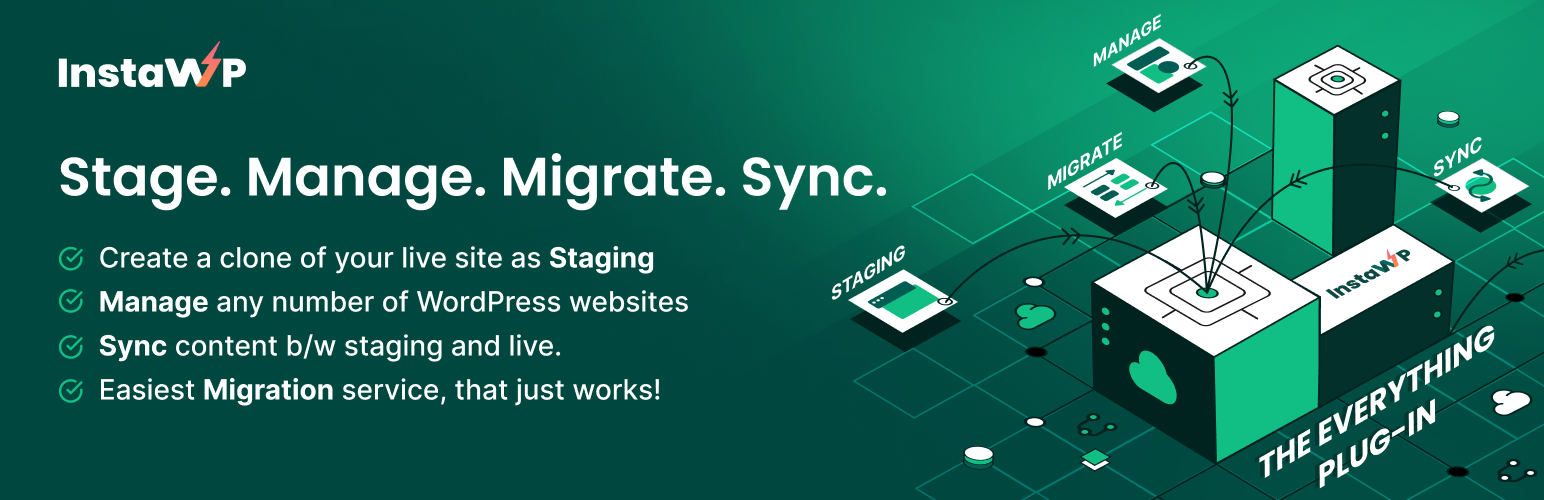 InstaWP
Stage. Manage. Migrate. Sync.
Create a clone of your live site as Staging
Manage any number of WordPress websites
Sync content b/w staging and live.
Easiest Migration service, that just works!
MANAGE
MIGRATE
SYNC
STAGING
InstaWP
THE EVERYTHING
PLUG-IN